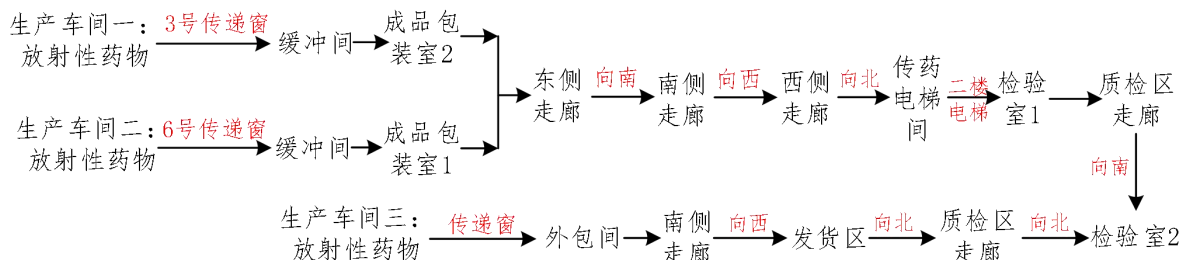 生产车间一：
放射性药物
3号传递窗
缓冲间
成品包
装室2
生产车间二：
放射性药物
6号传递窗
缓冲间
成品包
装室1
东侧
走廊
向南
南侧
走廊
向西
西侧
走廊
向北
传药
电梯
间
二楼
电梯
检验
室1
质检区
走廊
向南
生产车间三：
放射性药物
传递窗
外包间
南侧
走廊
向西
发货区
向北
质检区
走廊
向北
检验室2